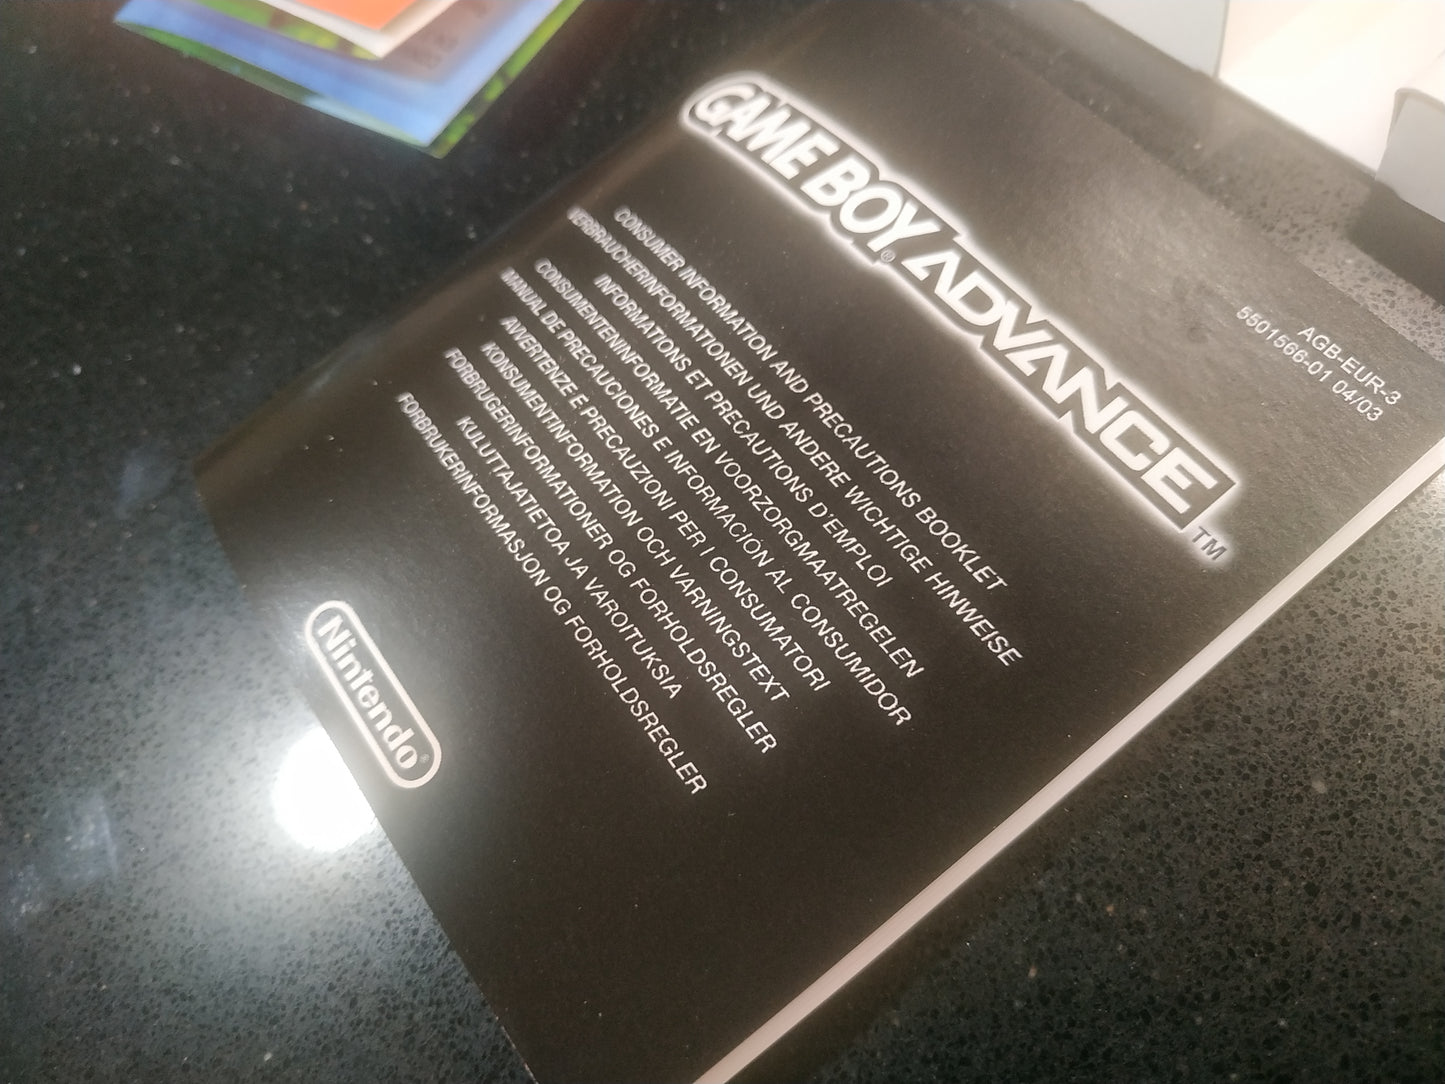 AGB-EUR-3
5501566-01 04/03
GAME BOY® ADVANCE™
CONSUMER INFORMATION AND PRECAUTIONS BOOKLET
VERBRAUCHERINFORMATIONEN UND ANDERE WICHTIGE HINWEISE
INFORMATIONS ET PRECAUTIONS D'EMPLOI
CONSUMENTENINFORMATIE EN VOORZORGMAATREGELEN
MANUAL DE PRECAUCIONES E INFORMACIÓN AL CONSUMIDOR
AVVERTENZE E PRECAUZIONI PER I CONSUMATORI
KONSUMENTINFORMATION OCH VARNINGSTEXT
FORBRUGERINFORMATIONER OG FORHOLDSREGLER
KULUTTAJATIETOA JA VAROITUKSIA
FORBRUKERINFORMASJON OG FORHOLDSREGLER
Nintendo®